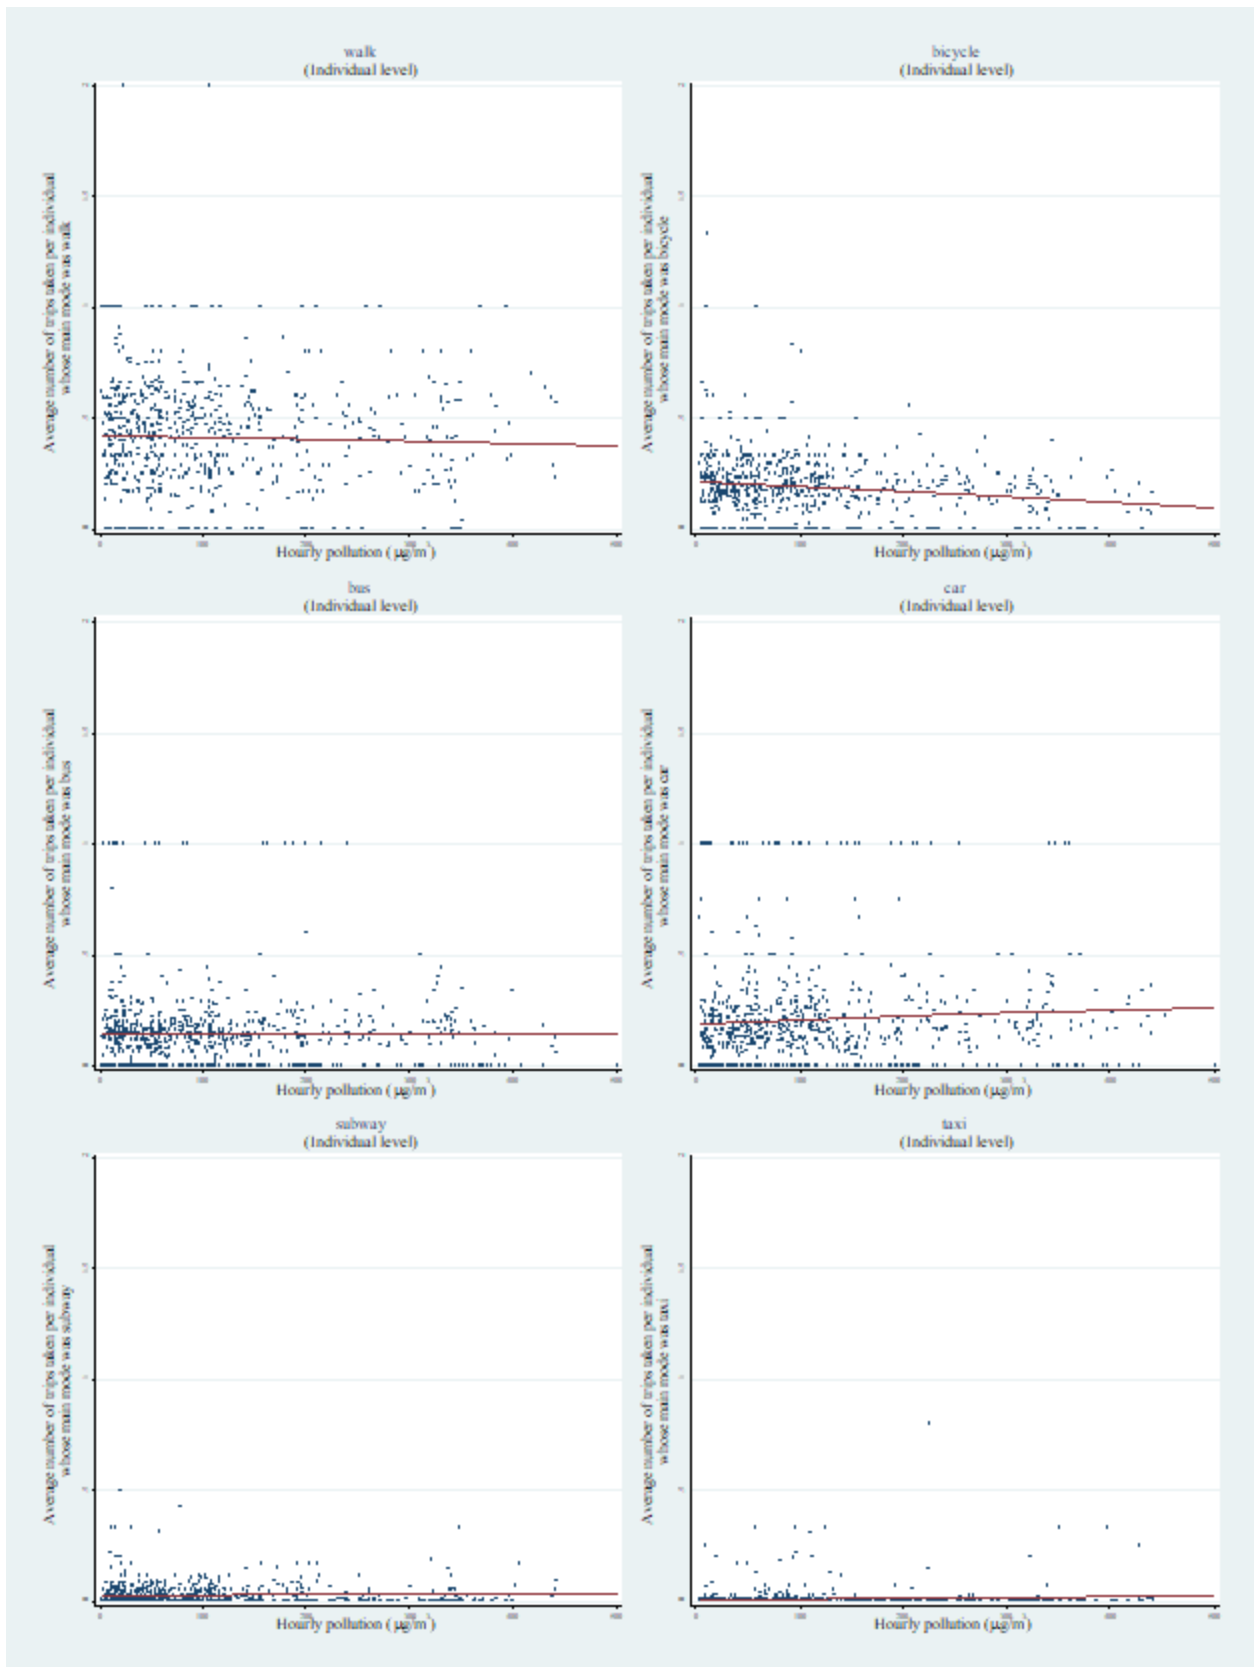 walk
(Individual level)
Average number of trips taken per individual
whose main mode was walk
Hourly pollution (μg/m³)
bicycle
(Individual level)
Average number of trips taken per individual
whose main mode was bicycle
Hourly pollution (μg/m³)
bus
(Individual level)
Average number of trips taken per individual
whose main mode was bus
Hourly pollution (μg/m³)
car
(Individual level)
Average number of trips taken per individual
whose main mode was car
Hourly pollution (μg/m³)
subway
(Individual level)
Average number of trips taken per individual
whose main mode was subway
Hourly pollution (μg/m³)
taxi
(Individual level)
Average number of trips taken per individual
whose main mode was taxi
Hourly pollution (μg/m³)